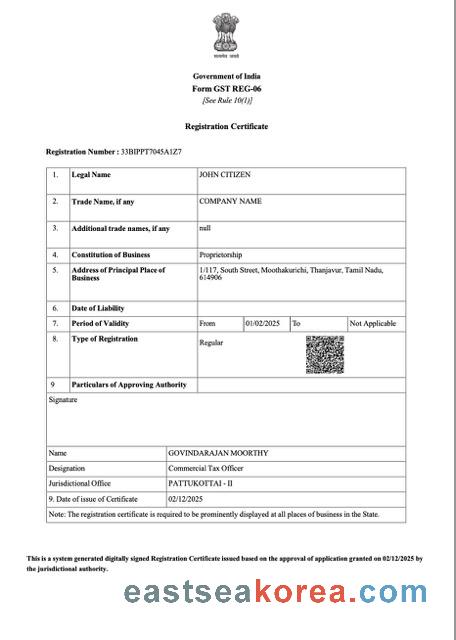 Government of India
Form GST REG-06
[See Rule 10(1)]
Registration Certificate
Registration Number : 33BIPPT7045A1Z7
1. Legal Name JOHN CITIZEN
2. Trade Name, if any COMPANY NAME
3. Additional trade names, if any null
4. Constitution of Business Proprietorship
5. Address of Principal Place of Business 1/117, South Street, Moothakurichi, Thanjavur, Tamil Nadu, 614906
6. Date of Liability
7. Period of Validity From 01/02/2025 To Not Applicable
8. Type of Registration Regular
9 Particulars of Approving Authority
Signature
Name GOVINDARAJAN MOORTHY
Designation Commercial Tax Officer
Jurisdictional Office PATTUKOTTAI - II
9. Date of issue of Certificate 02/12/2025
Note: The registration certificate is required to be prominently displayed at all places of business in the State.
This is a system generated digitally signed Registration Certificate issued based on the approval of application granted on 02/12/2025 by
the jurisdictional authority.
eastseakorea.com